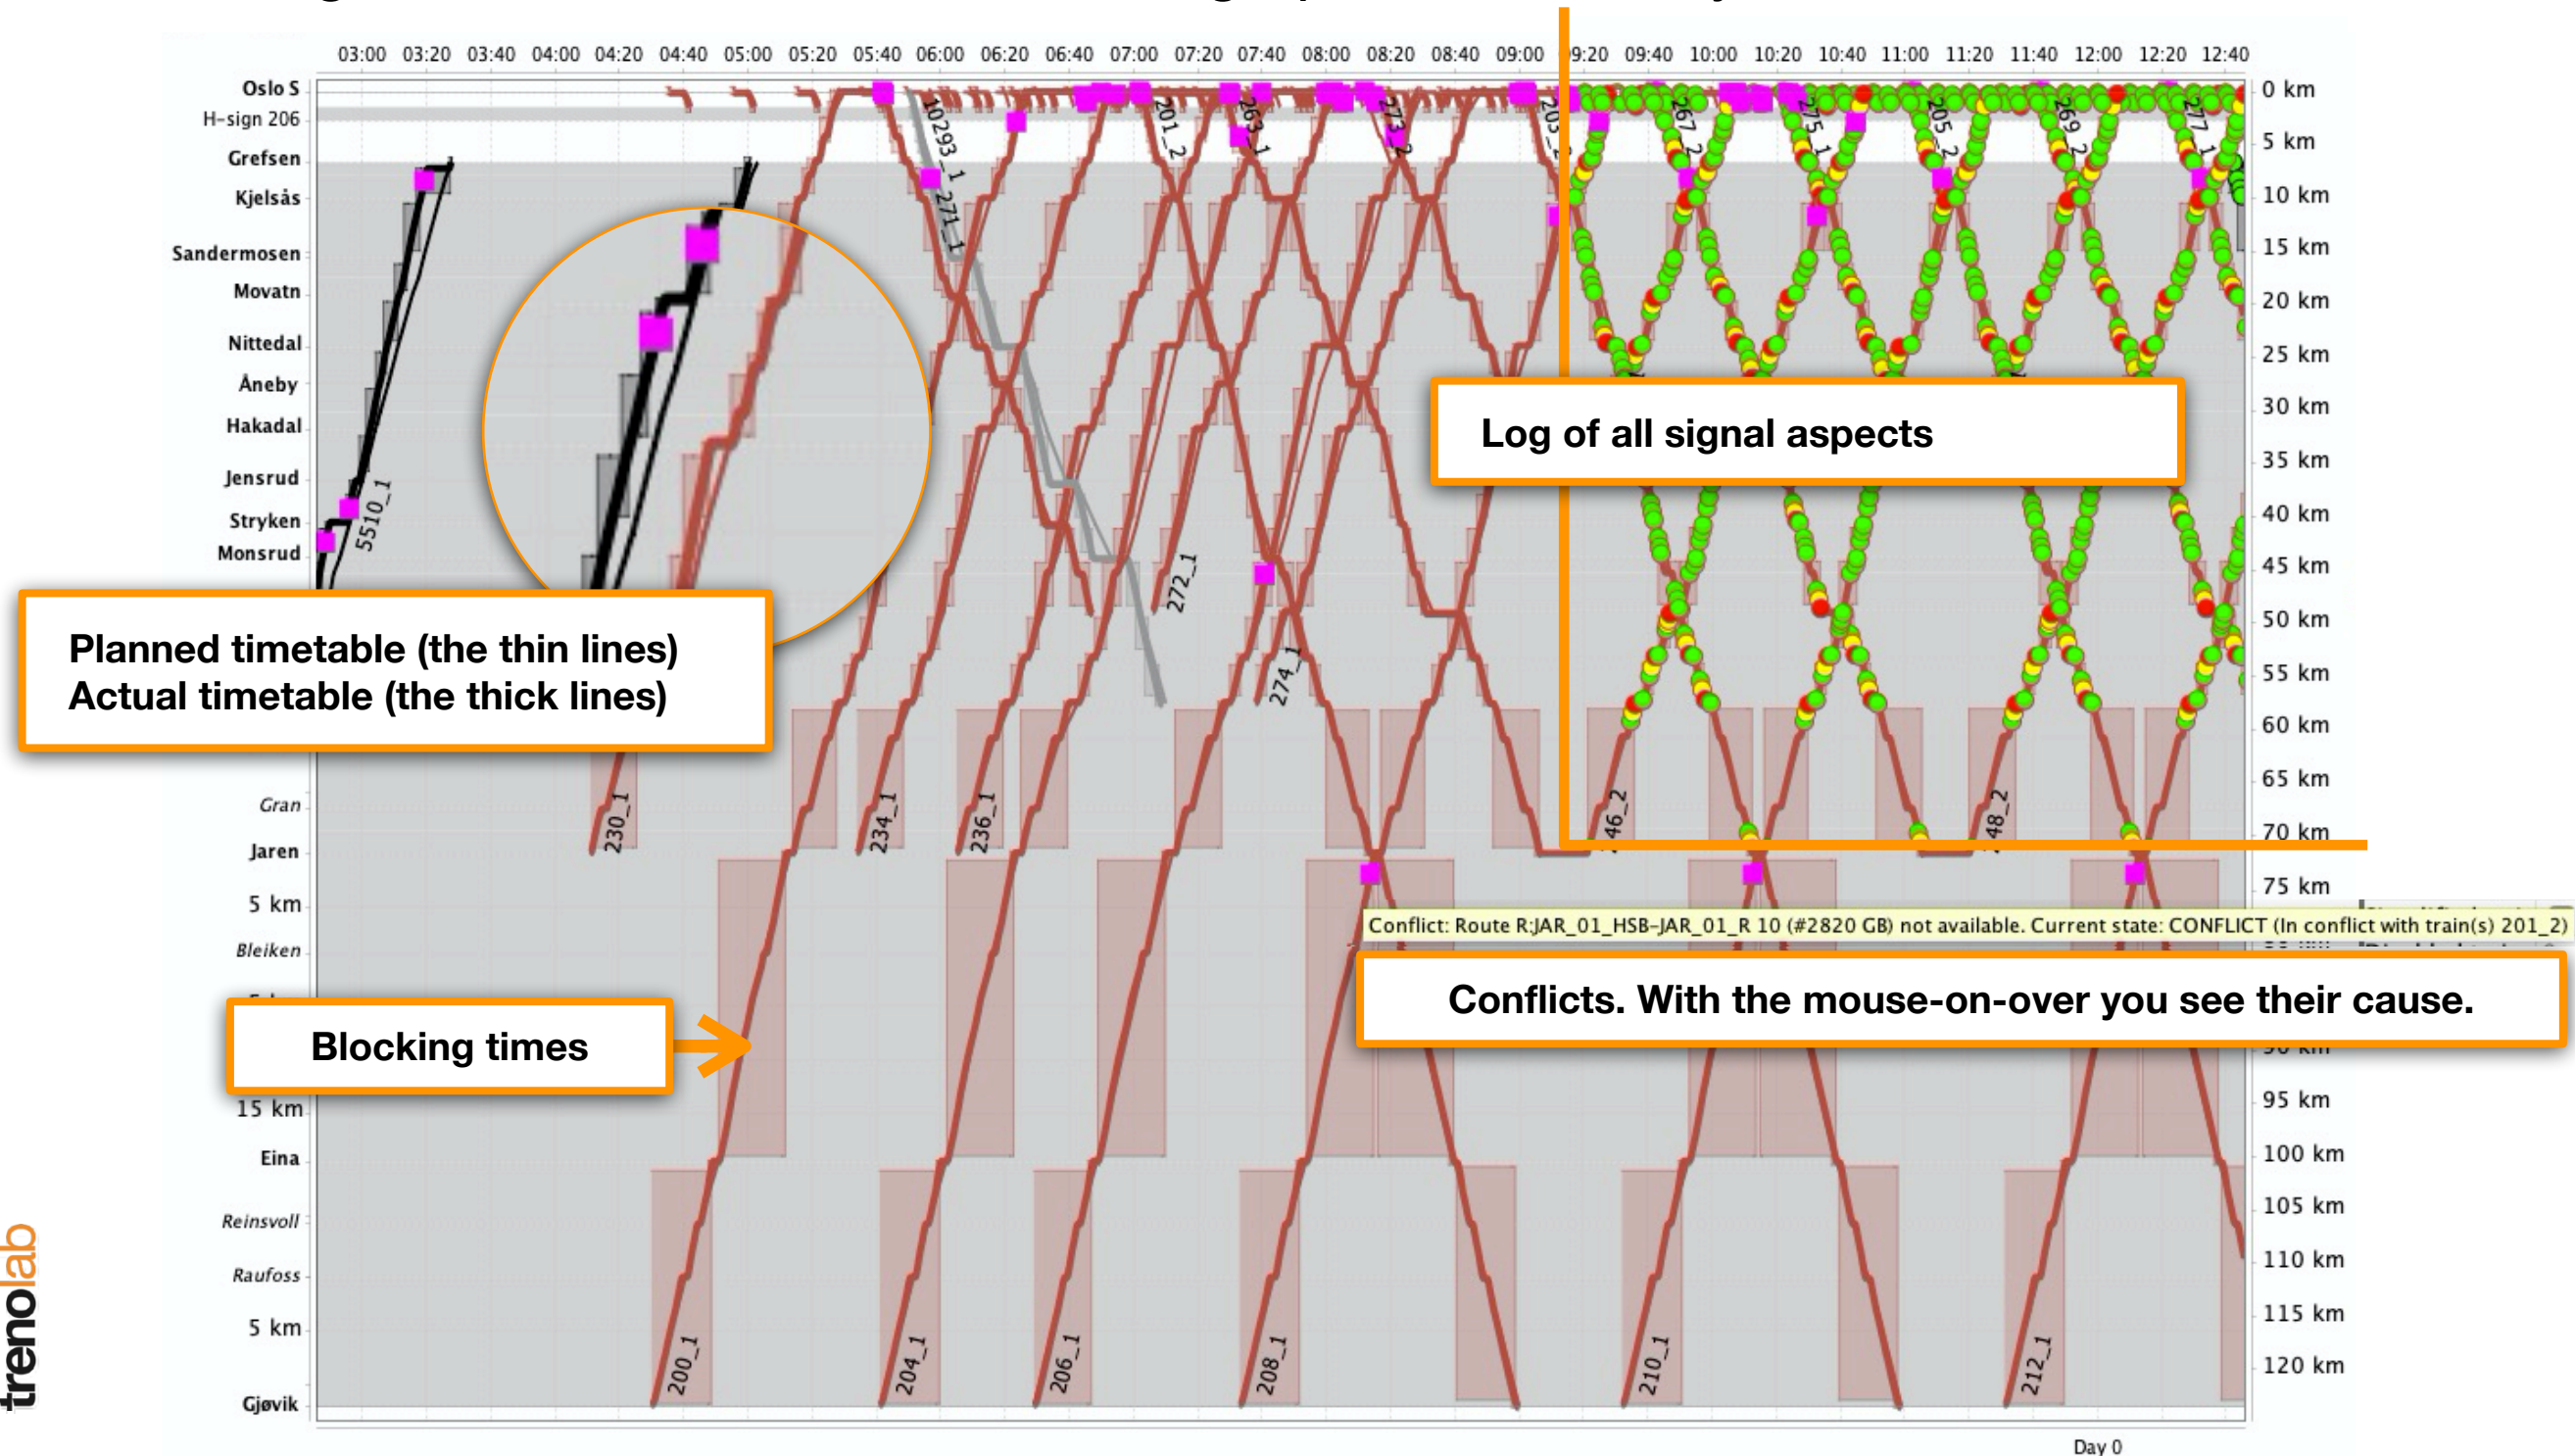 03:00 03:20 03:40 04:00 04:20 04:40 05:00 05:20 05:40 06:00 06:20 06:40 07:00 07:20 07:40 08:00 08:20 08:40 09:00 09:20 09:40 10:00 10:20 10:40 11:00 11:20 11:40 12:00 12:20 12:40
Oslo S 0 km
H-sign 206
5 km
Grefsen
Kjelsås 10 km
Sandermosen 15 km
Movatn 20 km
Nittedal 25 km
Åneby
Hakadal 30 km
Jensrud 35 km
Stryken 40 km
Monsrud 45 km
50 km
55 km
60 km
65 km
Gran
70 km
Jaren
75 km
5 km
Bleiken
15 km 95 km
Eina 100 km
Reinsvoll 105 km
Raufoss 110 km
5 km 115 km
120 km
Gjøvik
Day 0
5510_1
10293_1
271_1
201_2
263_1
273_2
203_2
267_2
275_1
205_2
269_2
277_1
272_1
274_1
230_1
234_1
236_1
46_2
48_2
200_1
204_1
206_1
208_1
210_1
212_1
Log of all signal aspects
Planned timetable (the thin lines)
Actual timetable (the thick lines)
Conflict: Route R:JAR_01_HSB-JAR_01_R 10 (#2820 GB) not available. Current state: CONFLICT (In conflict with train(s) 201_2)
Conflicts. With the mouse-on-over you see their cause.
Blocking times
trenolab